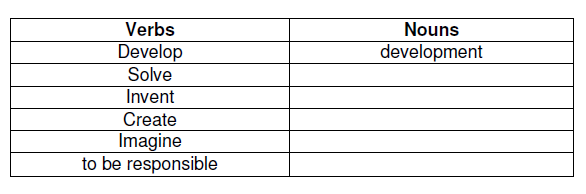 Verbs Nouns
Develop development
Solve
Invent
Create
Imagine
to be responsible